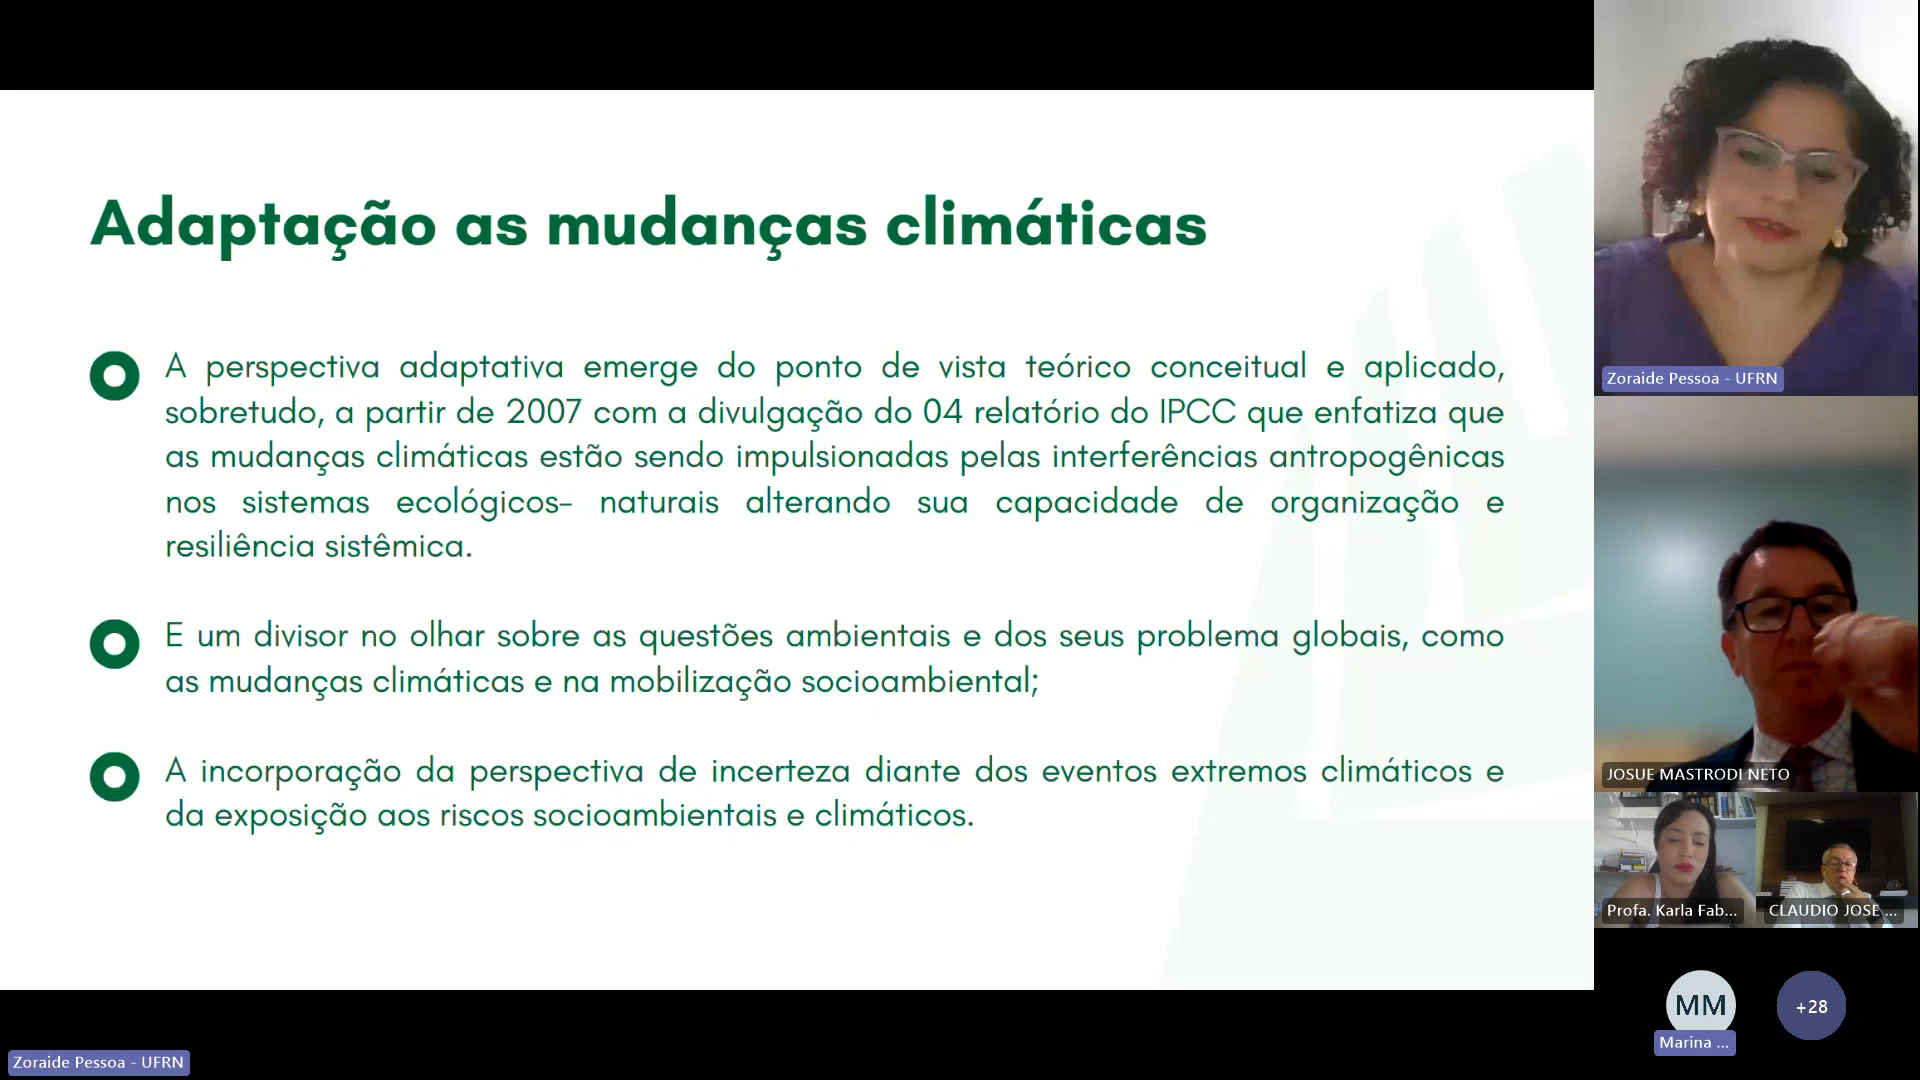 Adaptação as mudanças climáticas
A perspectiva adaptativa emerge do ponto de vista teórico conceitual e aplicado,
sobretudo, a partir de 2007 com a divulgação do 04 relatório do IPCC que enfatiza que
as mudanças climáticas estão sendo impulsionadas pelas interferências antropogênicas
nos sistemas ecológicos- naturais alterando sua capacidade de organização e
resiliência sistêmica.
E um divisor no olhar sobre as questões ambientais e dos seus problema globais, como
as mudanças climáticas e na mobilização socioambiental;
A incorporação da perspectiva de incerteza diante dos eventos extremos climáticos e
da exposição aos riscos socioambientais e climáticos.
Zoraide Pessoa - UFRN
JOSUE MASTRODI NETO
Profa. Karla Fab...
CLAUDIO JOSE ...
MM
+28
Marina ...
Zoraide Pessoa - UFRN